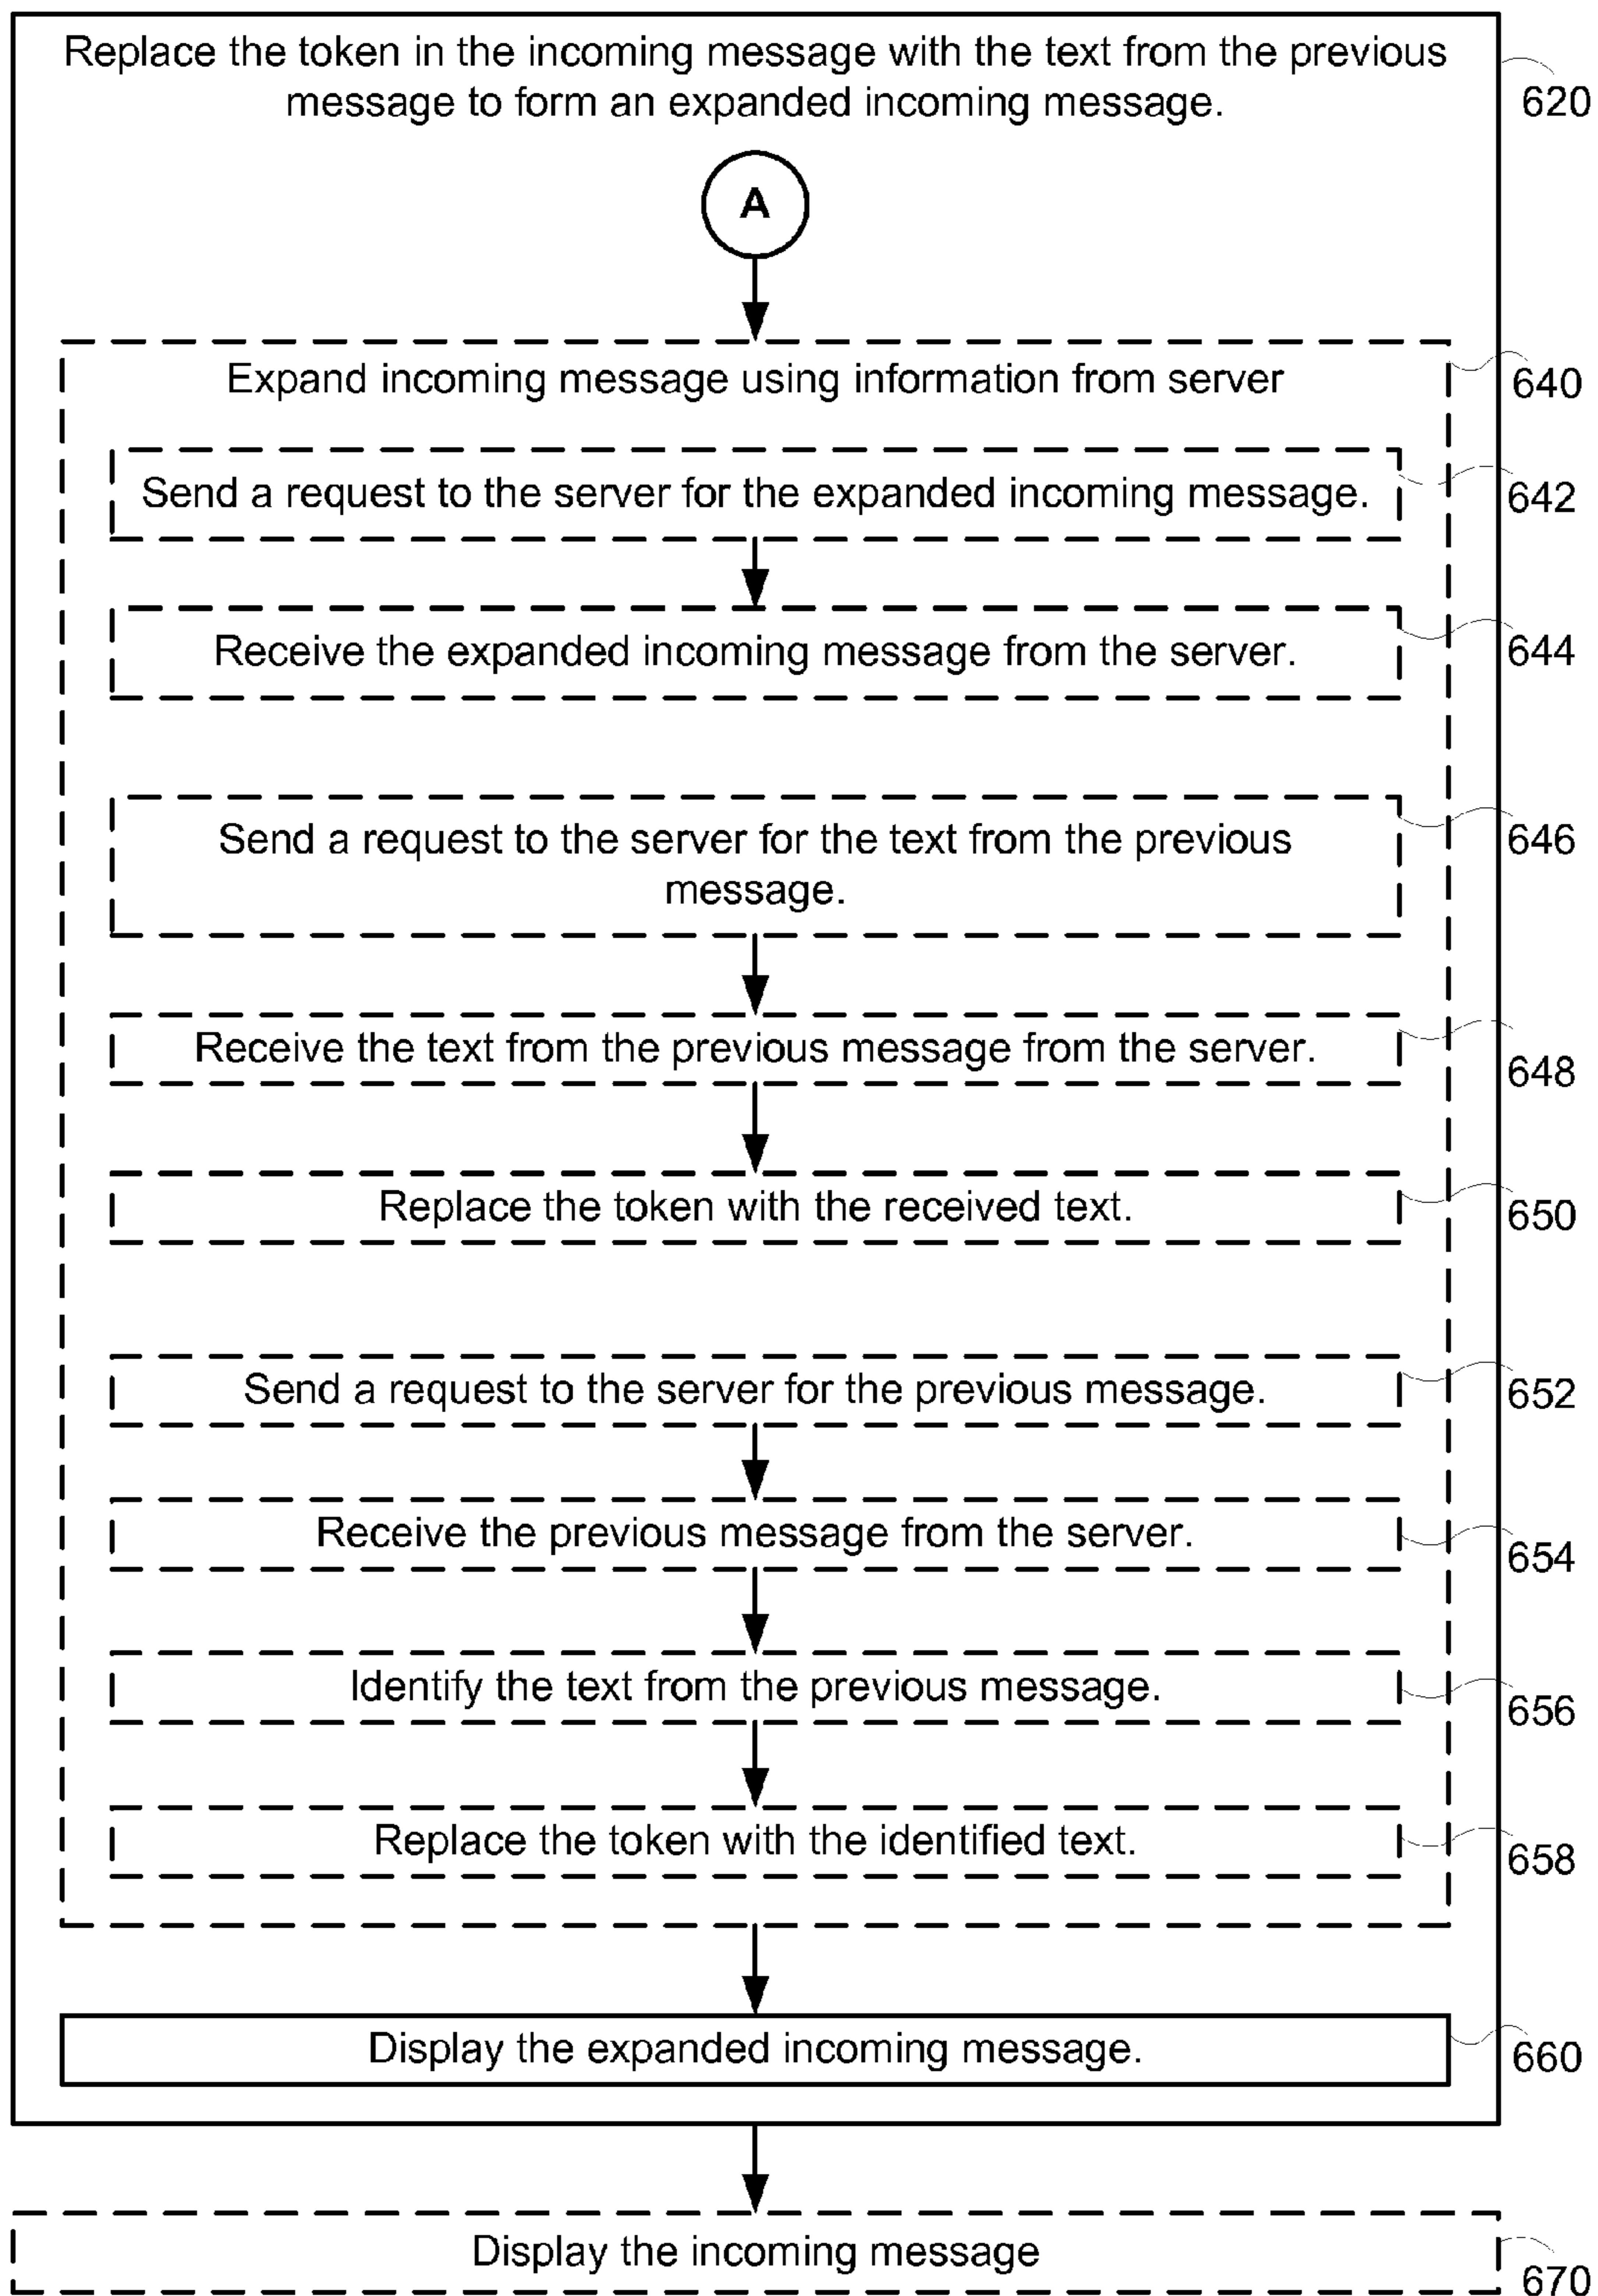 Replace the token in the incoming message with the text from the previous
message to form an expanded incoming message.
620
A
Expand incoming message using information from server
640
Send a request to the server for the expanded incoming message.
642
Receive the expanded incoming message from the server.
644
Send a request to the server for the text from the previous
message.
646
Receive the text from the previous message from the server.
648
Replace the token with the received text.
650
Send a request to the server for the previous message.
652
Receive the previous message from the server.
654
Identify the text from the previous message.
656
Replace the token with the identified text.
658
Display the expanded incoming message.
660
Display the incoming message
670